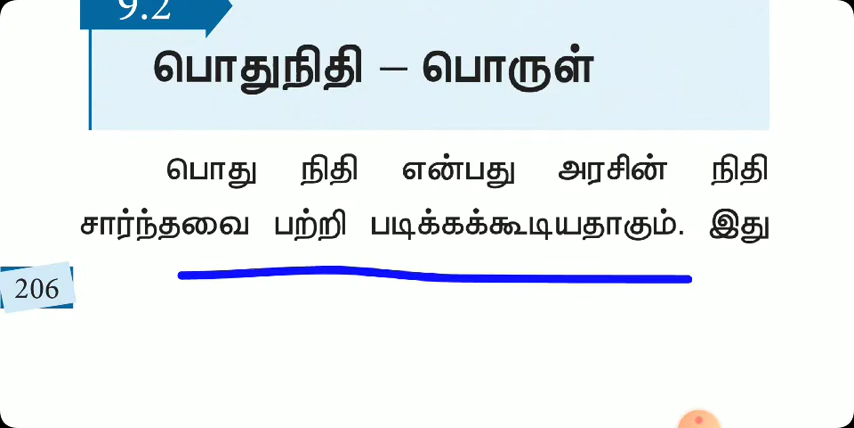 9.2
பொதுநிதி – பொருள்
பொது நிதி என்பது அரசின் நிதி
சார்ந்தவை பற்றி படிக்கக்கூடியதாகும். இது
206